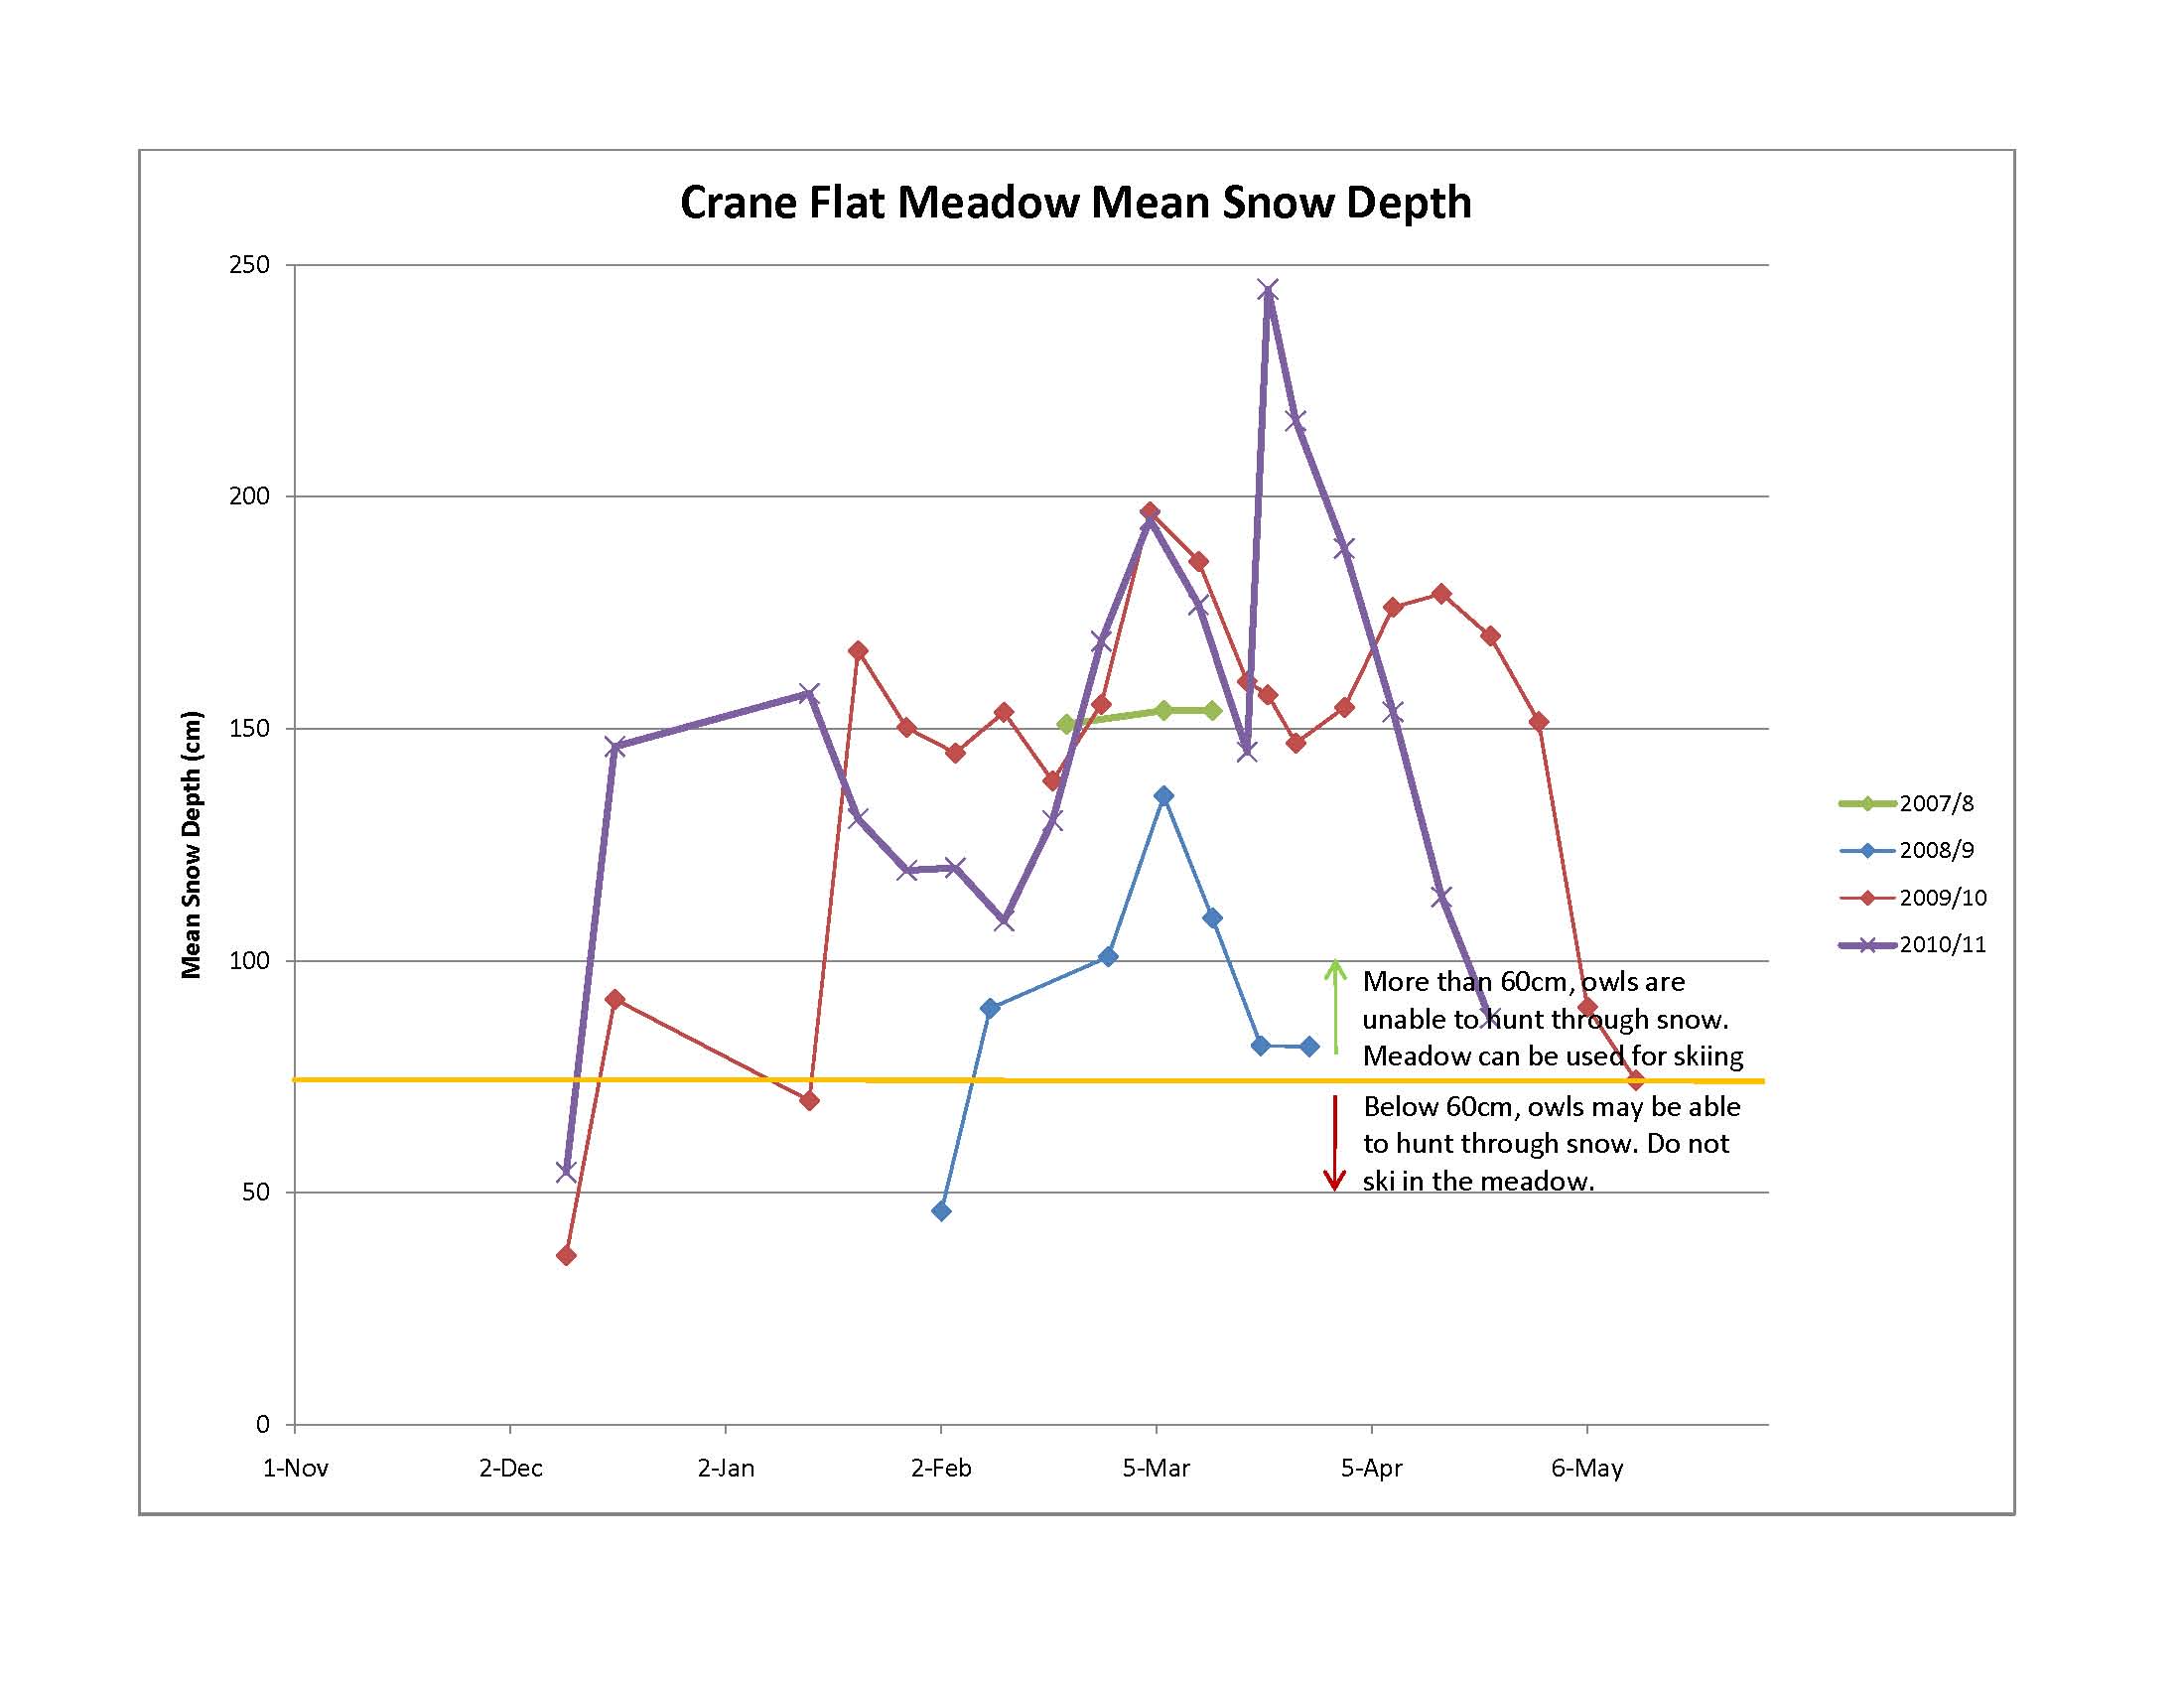 Crane Flat Meadow Mean Snow Depth
250
200
150
100
50
0
Mean Snow Depth (cm)
1-Nov 2-Dec 2-Jan 2-Feb 5-Mar 5-Apr 6-May
More than 60cm, owls are
unable to hunt through snow.
Meadow can be used for skiing
Below 60cm, owls may be able
to hunt through snow. Do not
ski in the meadow.
2007/8
2008/9
2009/10
2010/11